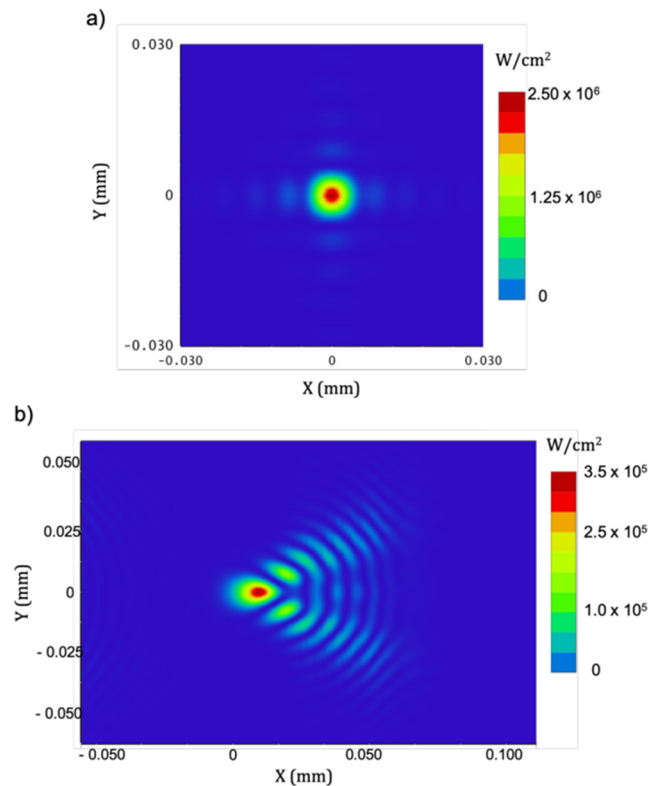 a)
0.030
W/cm²
2.50 x 10⁶
Y (mm)
0
1.25 x 10⁶
0
-0.030
-0.030
0
0.030
X (mm)
b)
W/cm²
0.050
3.5 x 10⁵
0.025
2.5 x 10⁵
Y (mm)
0
1.0 x 10⁵
- 0.025
0
- 0.050
- 0.050
0
0.050
0.100
X (mm)